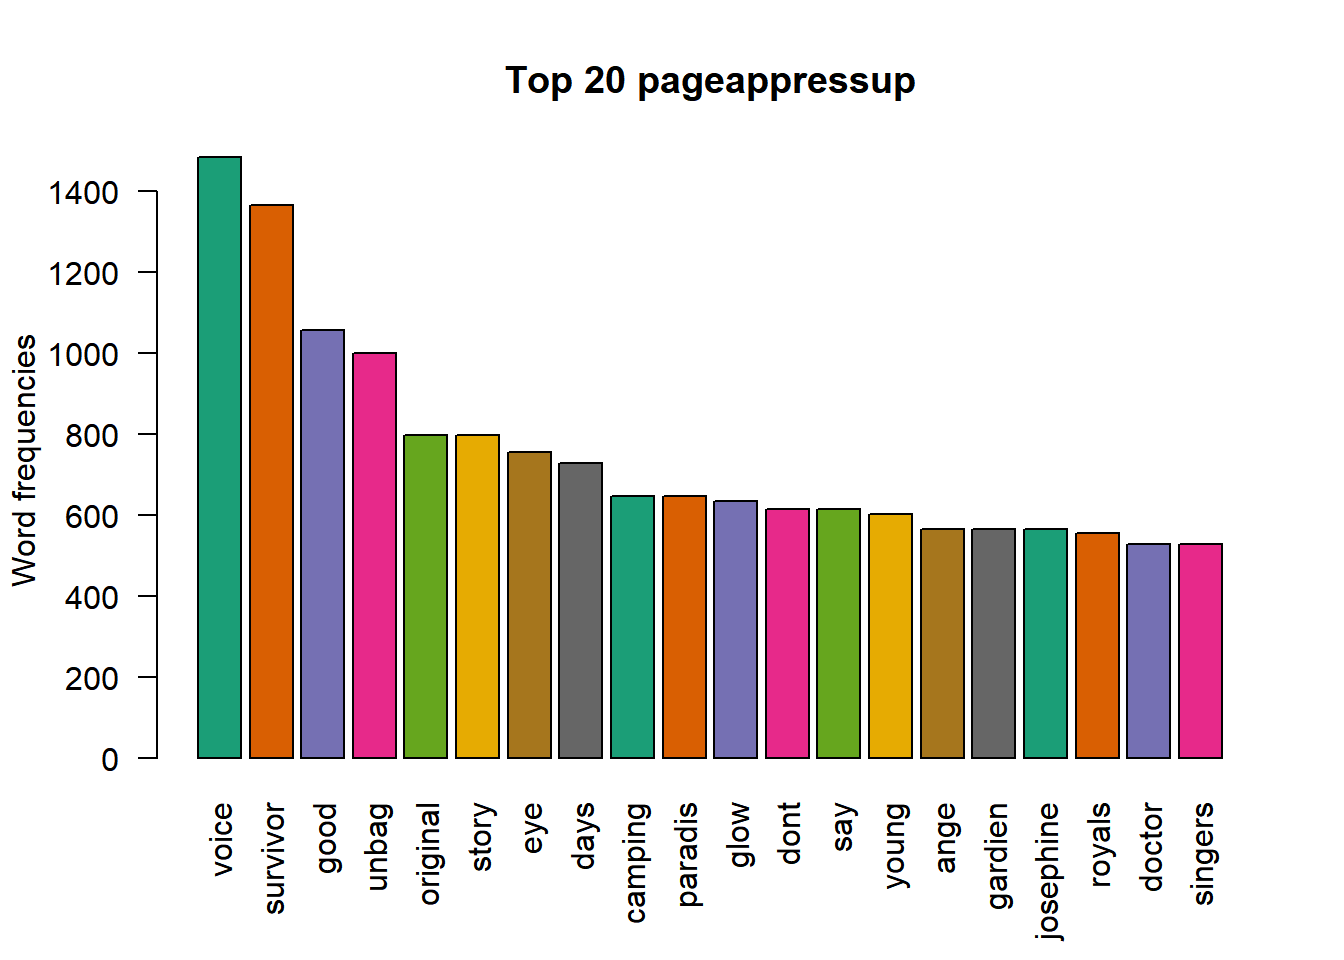 Top 20 pageappressup
Word frequencies
1400
1200
1000
800
600
400
200
0
voice
survivor
good
unbag
original
story
eye
days
camping
paradis
glow
dont
say
young
ange
gardien
josephine
royals
doctor
singers